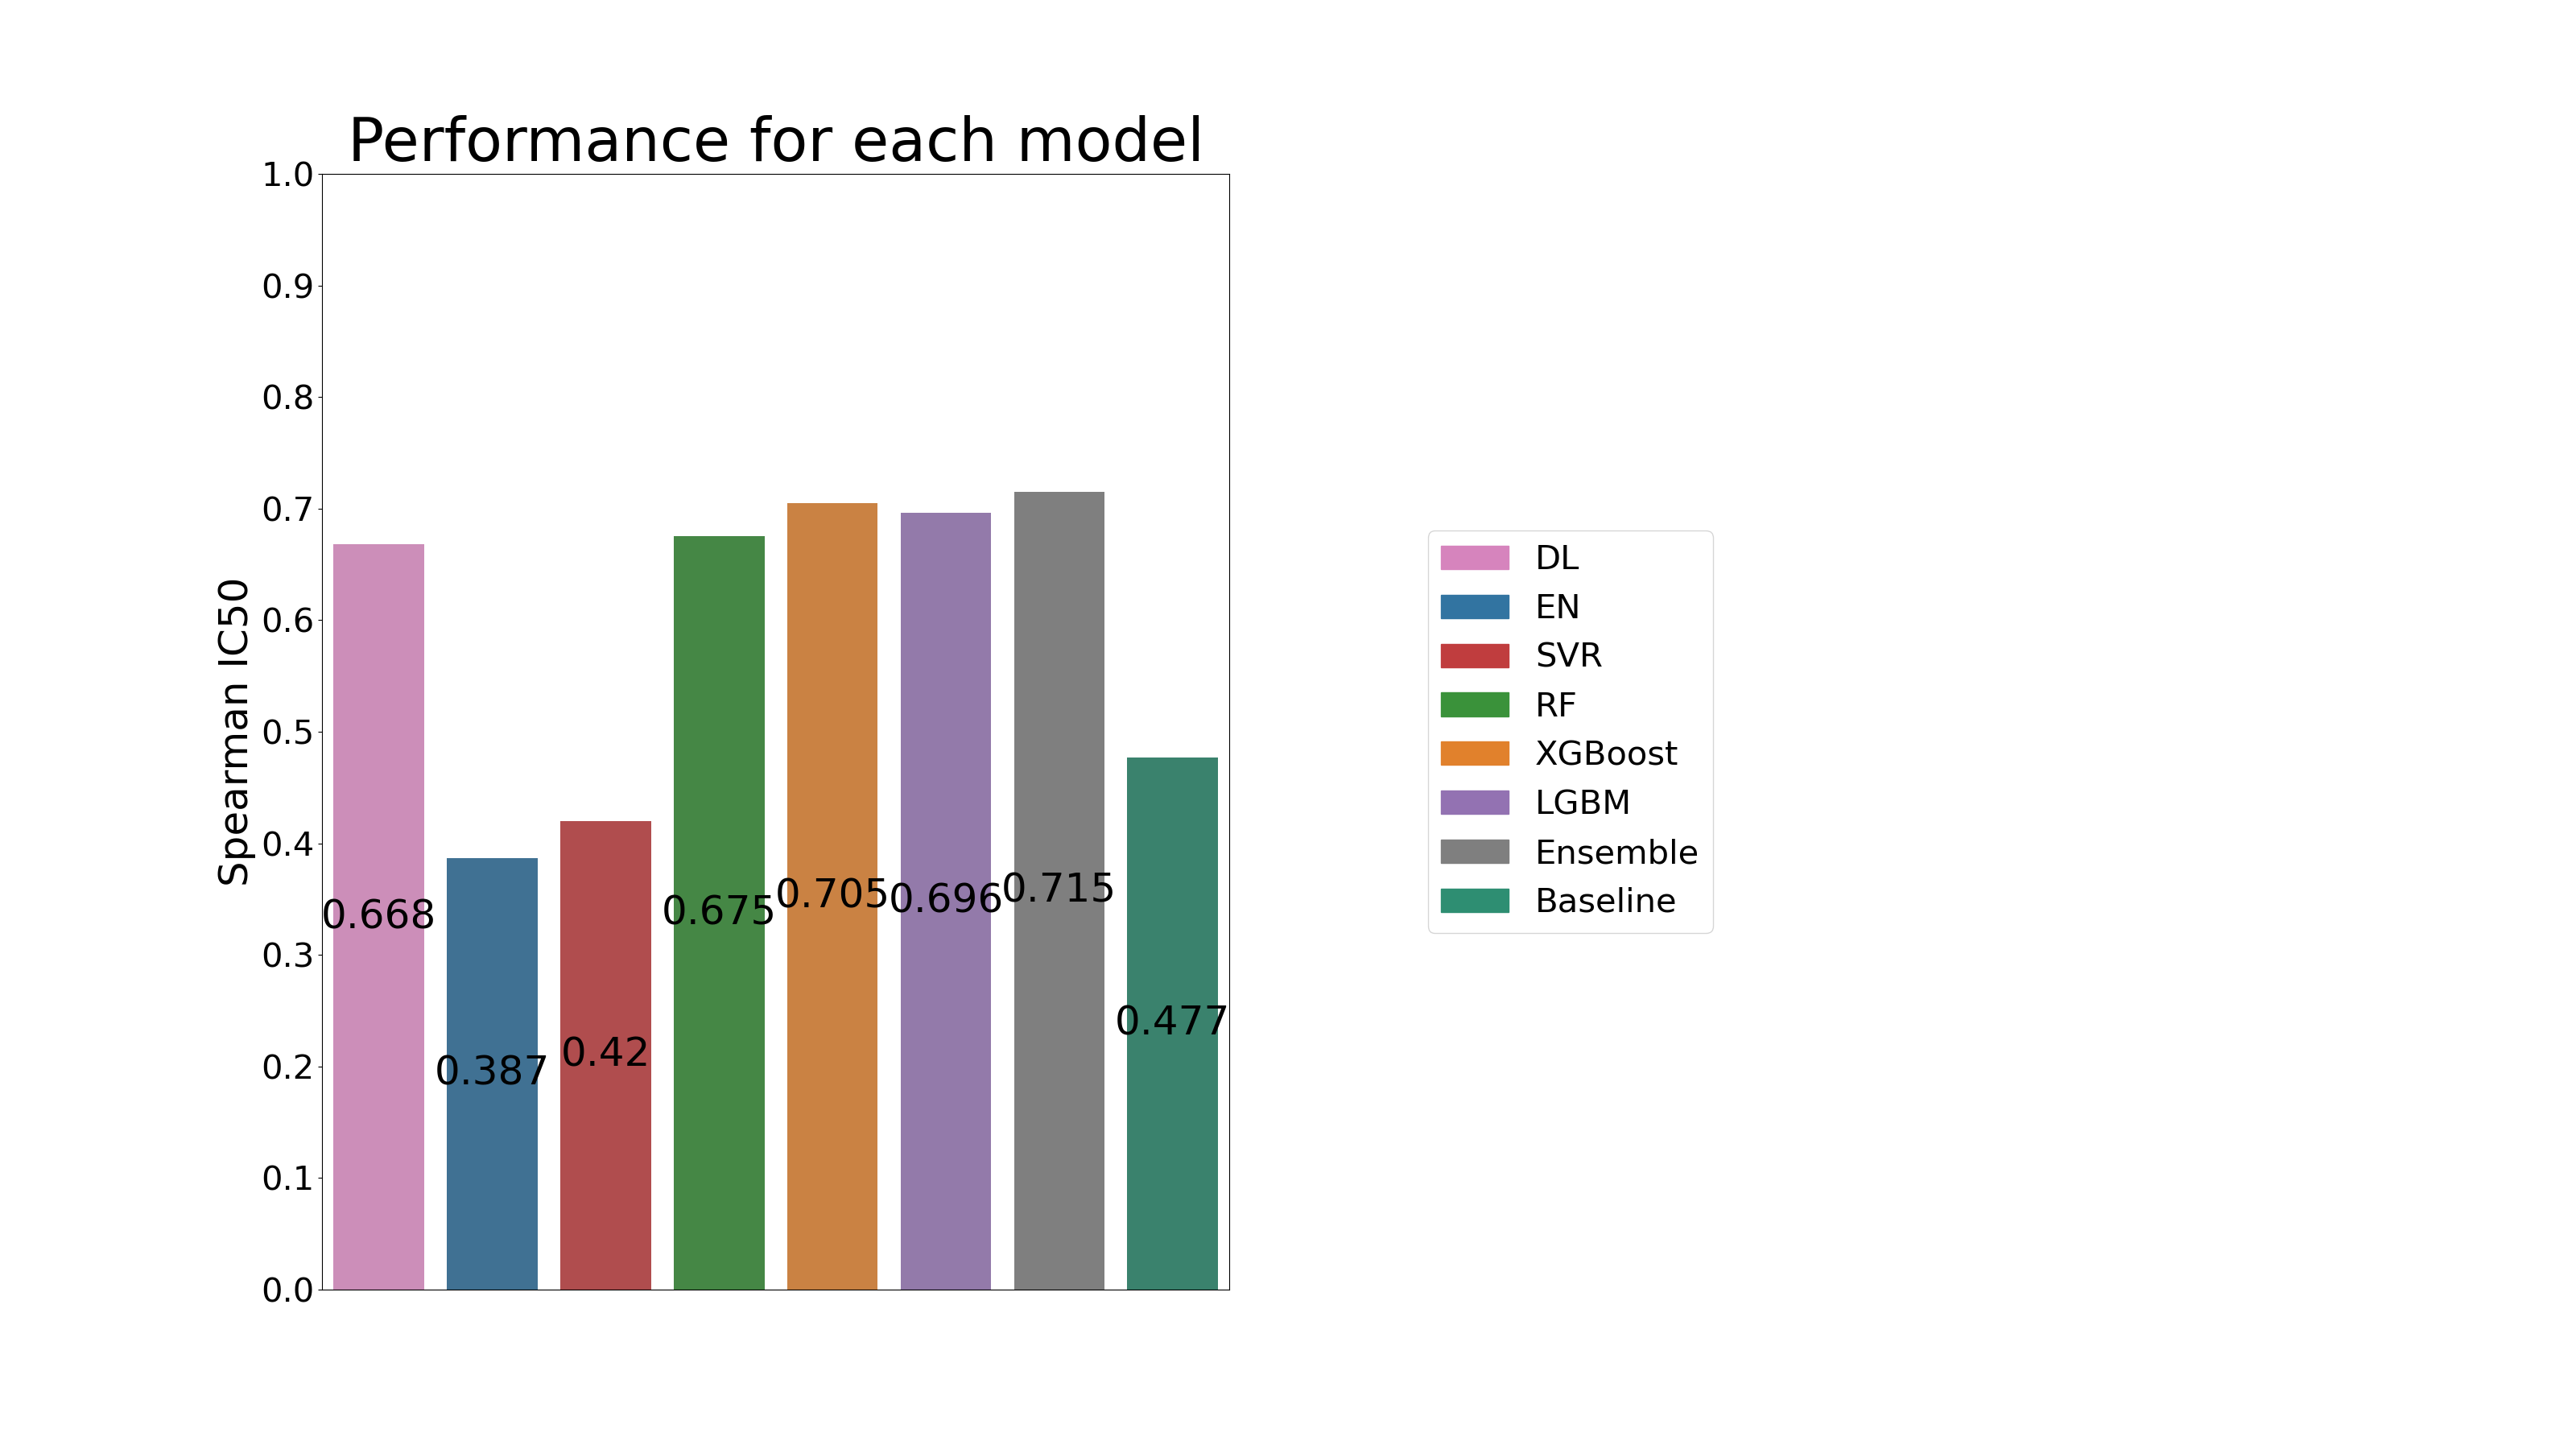 Performance for each model
1.0
0.9
0.8
0.7
0.6
0.5
0.4
0.3
0.2
0.1
0.0
Spearman IC50
0.668
0.387
0.42
0.675
0.705
0.696
0.715
0.477
DL
EN
SVR
RF
XGBoost
LGBM
Ensemble
Baseline